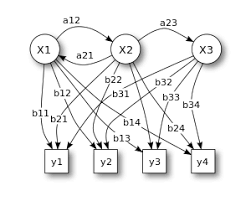 a12 a23
X1 X2 X3
a21
b22 b32
b12 b31 b33
b11 b21 b34
b14
b13 b24
y1 y2 y3 y4